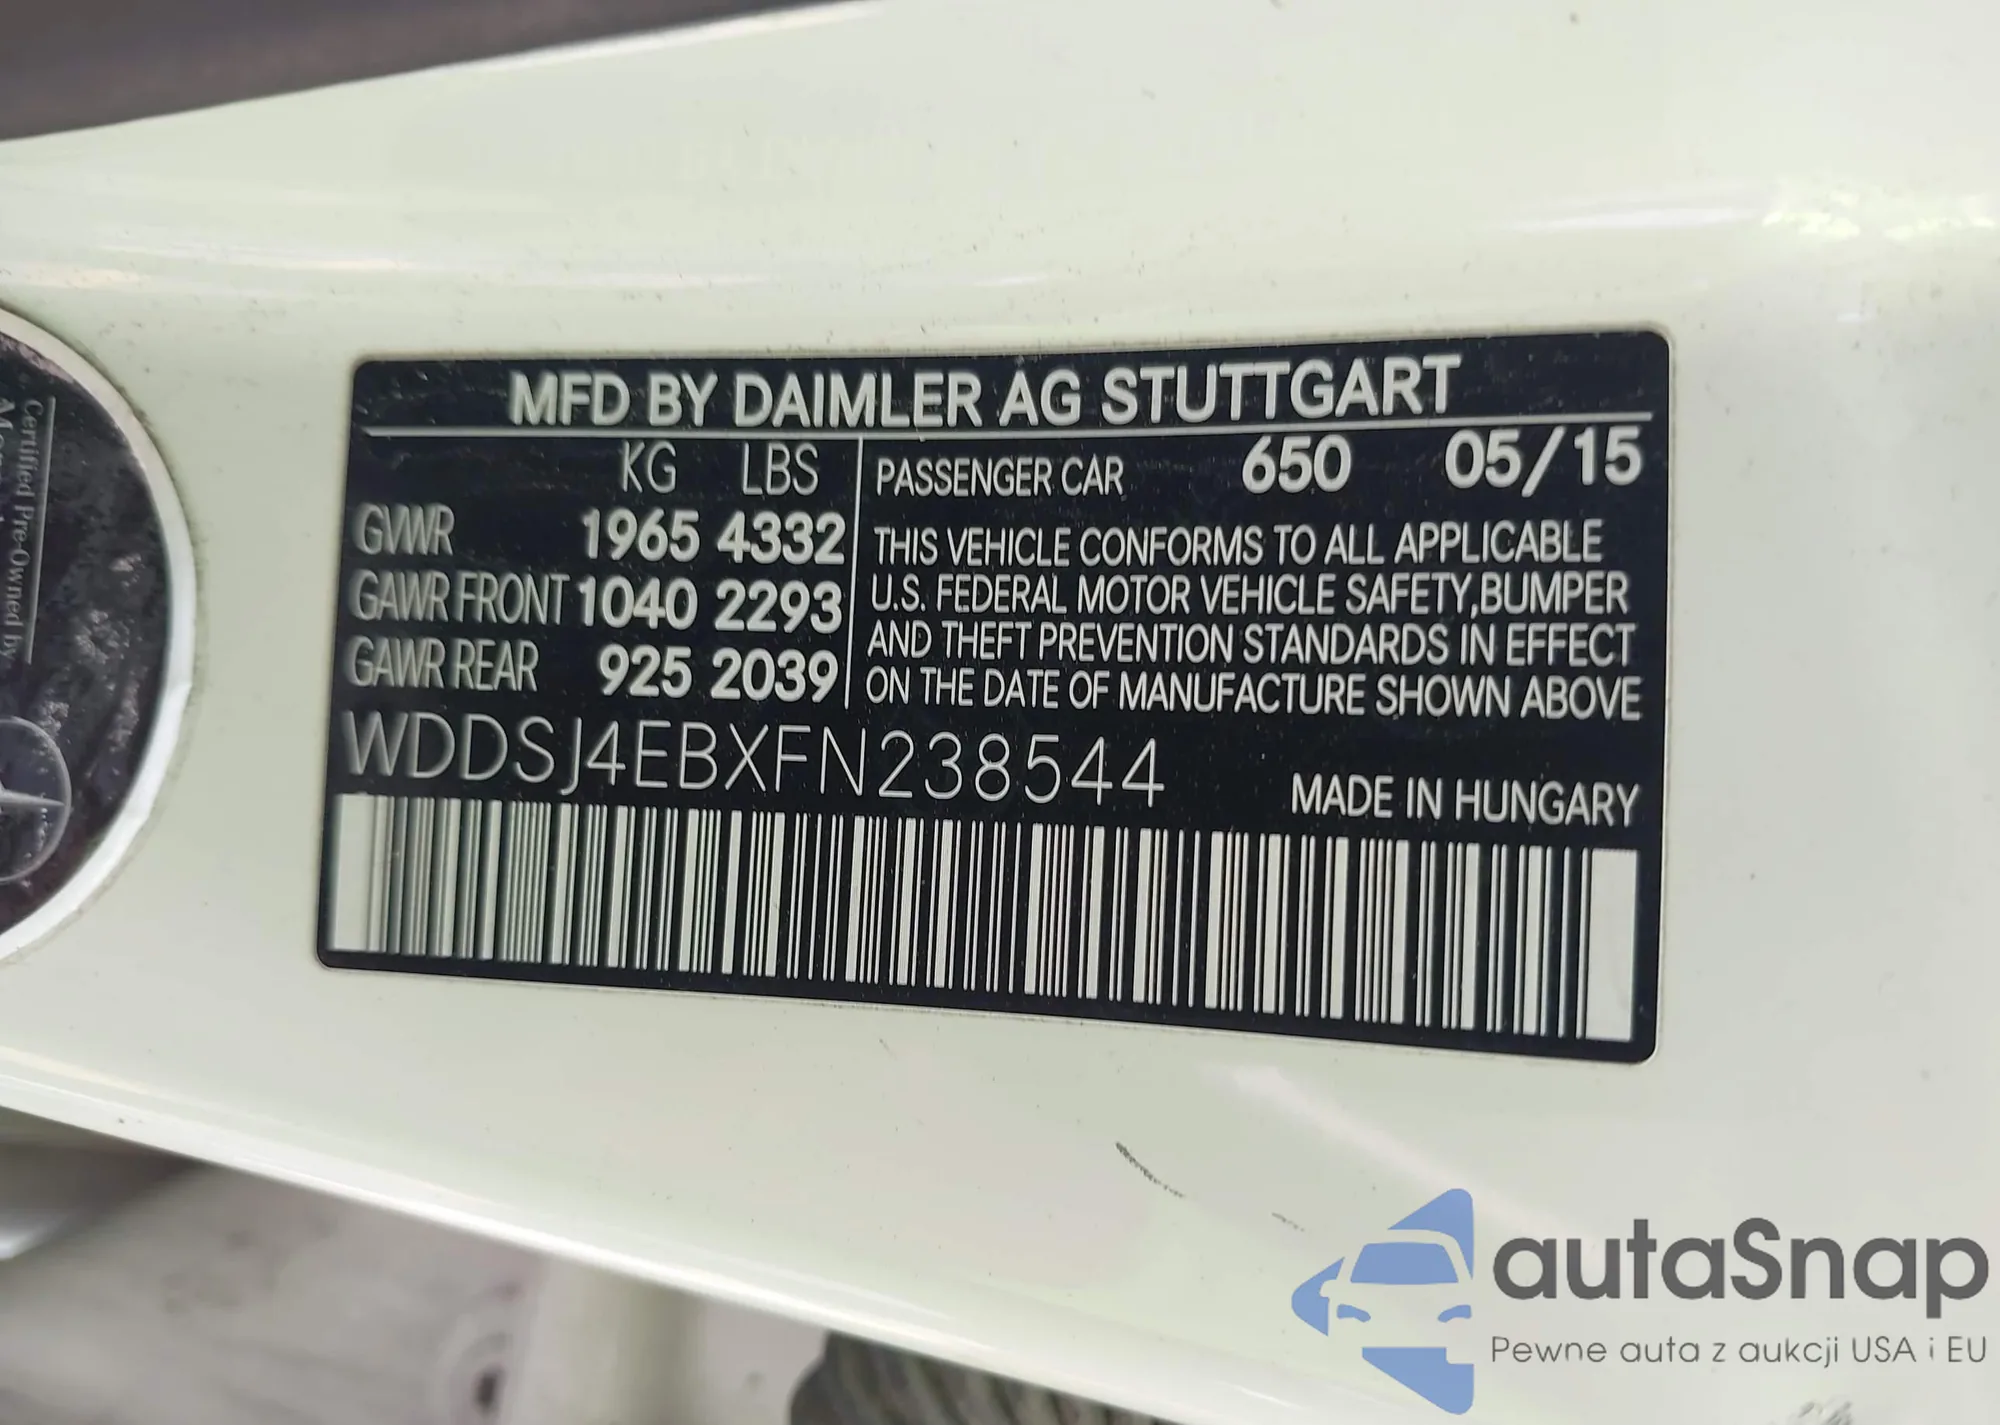 MFD BY DAIMLER AG STUTTGART
KG LBS
GVWR 1965 4332
GAWR FRONT 1040 2293
GAWR REAR 925 2039
PASSENGER CAR 650 05/15
THIS VEHICLE CONFORMS TO ALL APPLICABLE
U.S. FEDERAL MOTOR VEHICLE SAFETY,BUMPER
AND THEFT PREVENTION STANDARDS IN EFFECT
ON THE DATE OF MANUFACTURE SHOWN ABOVE
WDDSJ4EBXFN238544
MADE IN HUNGARY
Certified Pre-Owned by
autaSnap
Pewne auta z aukcji USA i EU